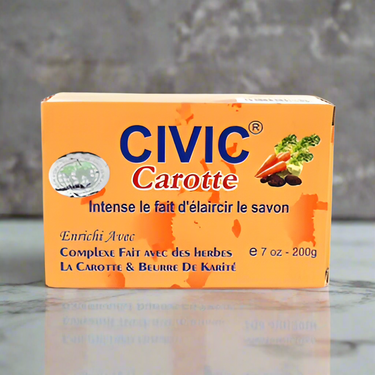 CIVIC®
Carotte
Intense le fait d'élaircir le savon
Enrichi Avec
Complexe Fait avec des herbes
La Carotte & Beurre De Karité
e 7 oz - 200g